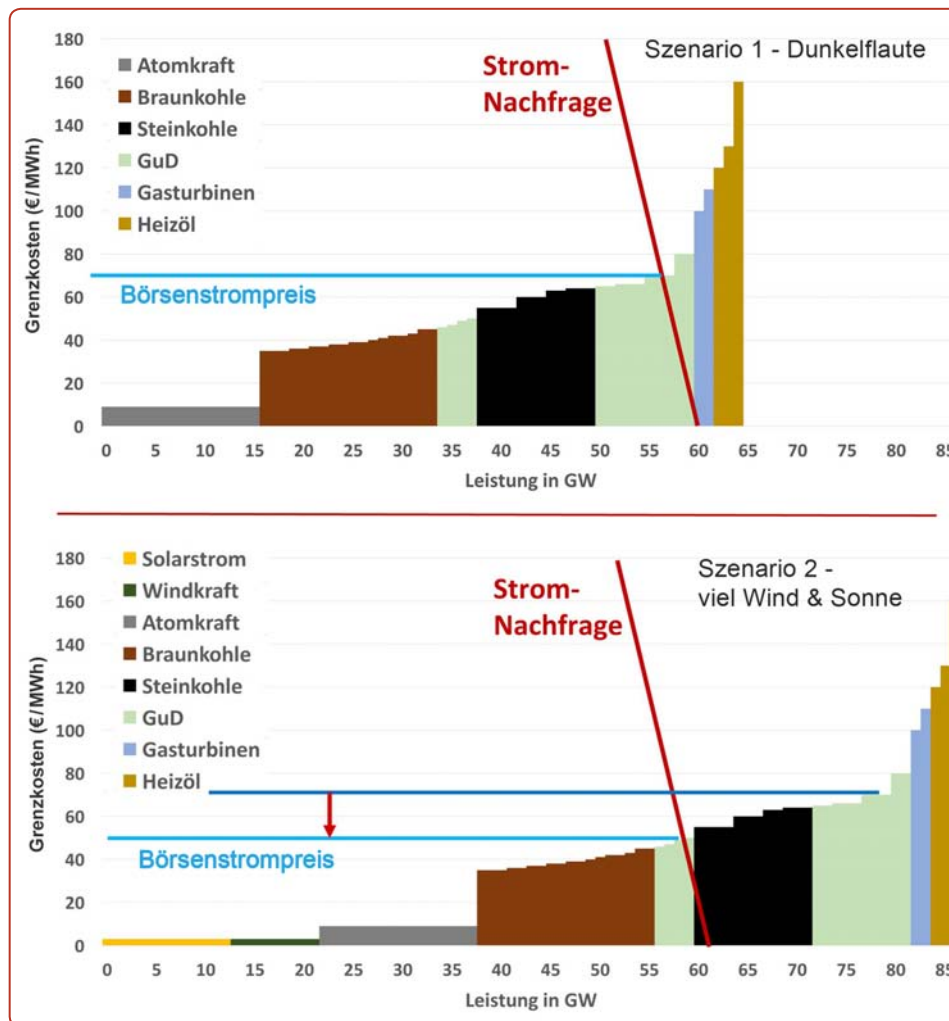 180
160
140
120
100
80
60
40
20
0
Grenzkosten (€/MWh)
Atomkraft
Braunkohle
Steinkohle
GuD
Gasturbinen
Heizöl
Strom-
Nachfrage
Szenario 1 - Dunkelflaute
Börsenstrompreis
0 5 10 15 20 25 30 35 40 45 50 55 60 65 70 75 80 85
Leistung in GW
180
160
140
120
100
80
60
40
20
0
Grenzkosten (€/MWh)
Solarstrom
Windkraft
Atomkraft
Braunkohle
Steinkohle
GuD
Gasturbinen
Heizöl
Strom-
Nachfrage
Szenario 2 -
viel Wind & Sonne
Börsenstrompreis
0 5 10 15 20 25 30 35 40 45 50 55 60 65 70 75 80 85
Leistung in GW